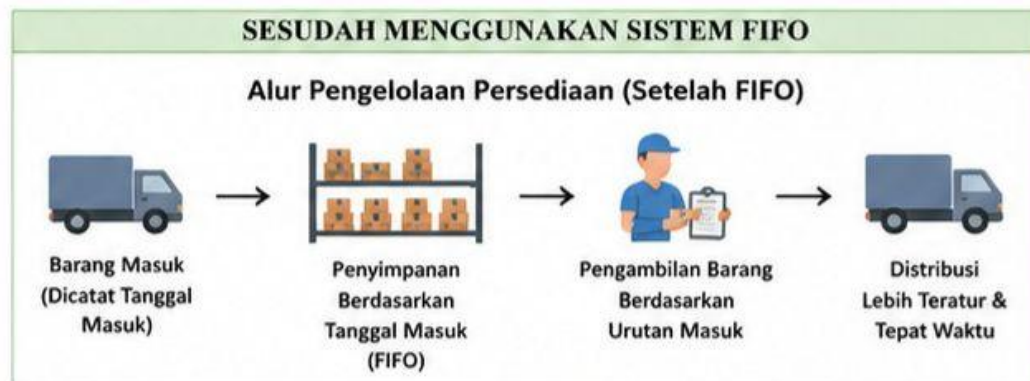 SESUDAH MENGGUNAKAN SISTEM FIFO
Alur Pengelolaan Persediaan (Setelah FIFO)
Barang Masuk
(Dicatat Tanggal
Masuk)
Penyimpanan
Berdasarkan
Tanggal Masuk
(FIFO)
Pengambilan Barang
Berdasarkan
Urutan Masuk
Distribusi
Lebih Teratur &
Tepat Waktu